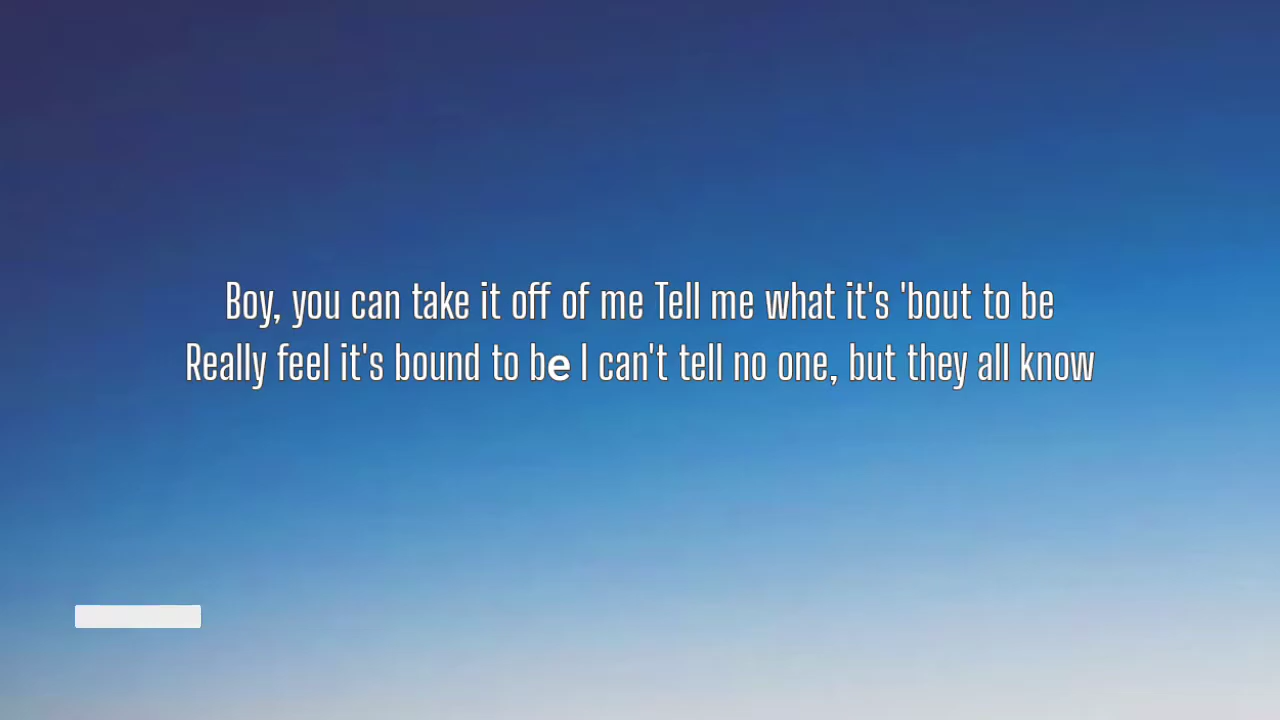 Boy, you can take it off of me Tell me what it's 'bout to be
Really feel it's bound to be I can't tell no one, but they all know